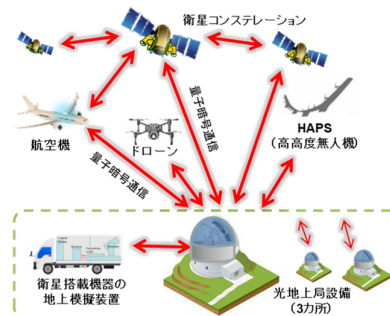 衛星コンステレーション
航空機
ドローン
量子暗号通信
量子暗号通信
HAPS
(高高度無人機)
衛星搭載機器の
地上模擬装置
光地上局設備
(3カ所)